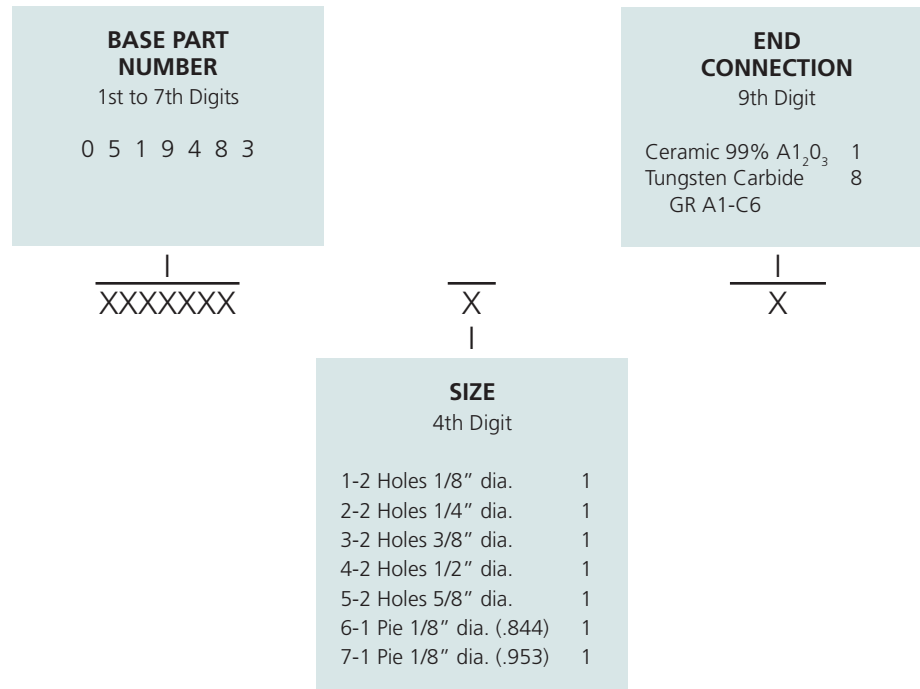 BASE PART
NUMBER
1st to 7th Digits
0 5 1 9 4 8 3
END
CONNECTION
9th Digit
Ceramic 99% A1₂0₃ 1
Tungsten Carbide 8
GR A1-C6
XXXXXXX
X
X
SIZE
4th Digit
1-2 Holes 1/8” dia. 1
2-2 Holes 1/4” dia. 1
3-2 Holes 3/8” dia. 1
4-2 Holes 1/2” dia. 1
5-2 Holes 5/8” dia. 1
6-1 Pie 1/8” dia. (.844) 1
7-1 Pie 1/8” dia. (.953) 1